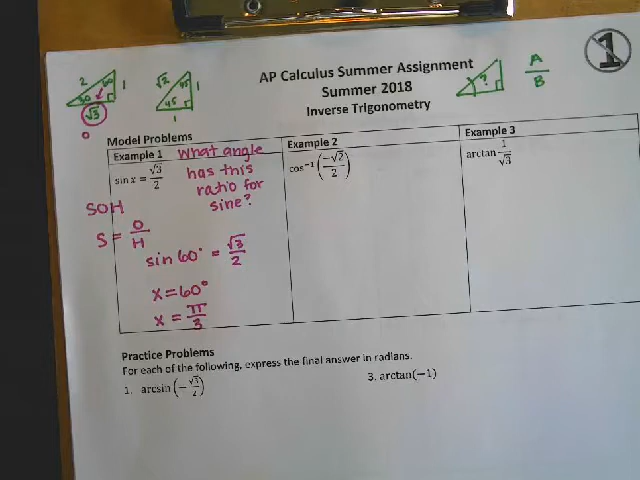 AP Calculus Summer Assignment
Summer 2018
Inverse Trigonometry
1
2 60 1
30
√3
O
√2 45 1
45
1
x ?
A
B
Model Problems
Example 1
sin x = √3/2
What angle
has this
ratio for
sine?
SOH
S = O/H
sin 60° = √3/2
x = 60°
x = π/3
Example 2
cos⁻¹(−√2/2)
Example 3
arctan 1/√3
Practice Problems
For each of the following, express the final answer in radians.
1. arcsin(−√3/2)
3. arctan(−1)